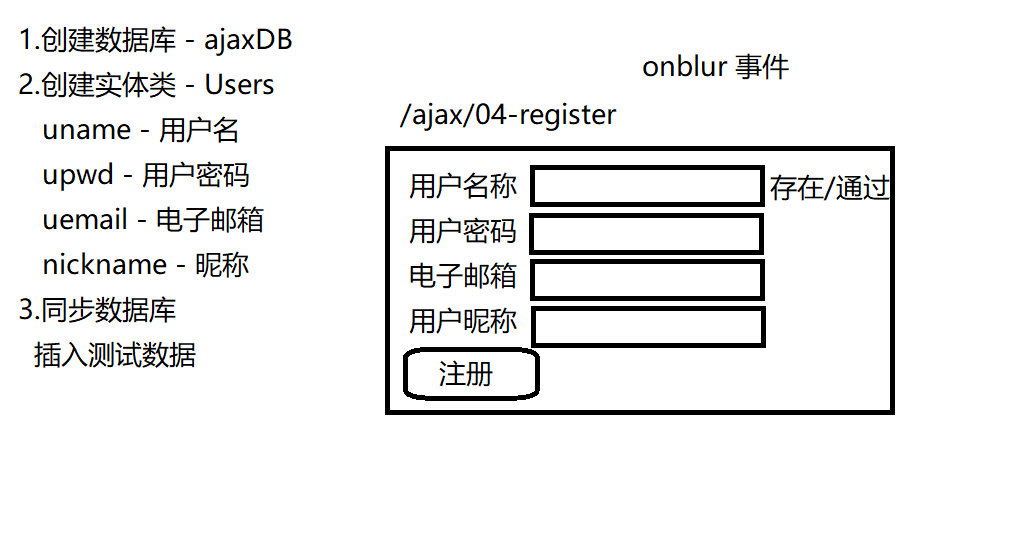 1.创建数据库 - ajaxDB
2.创建实体类 - Users
uname - 用户名
upwd - 用户密码
uemail - 电子邮箱
nickname - 昵称
3.同步数据库
插入测试数据
onblur 事件
/ajax/04-register
用户名称 存在/通过
用户密码
电子邮箱
用户昵称
注册